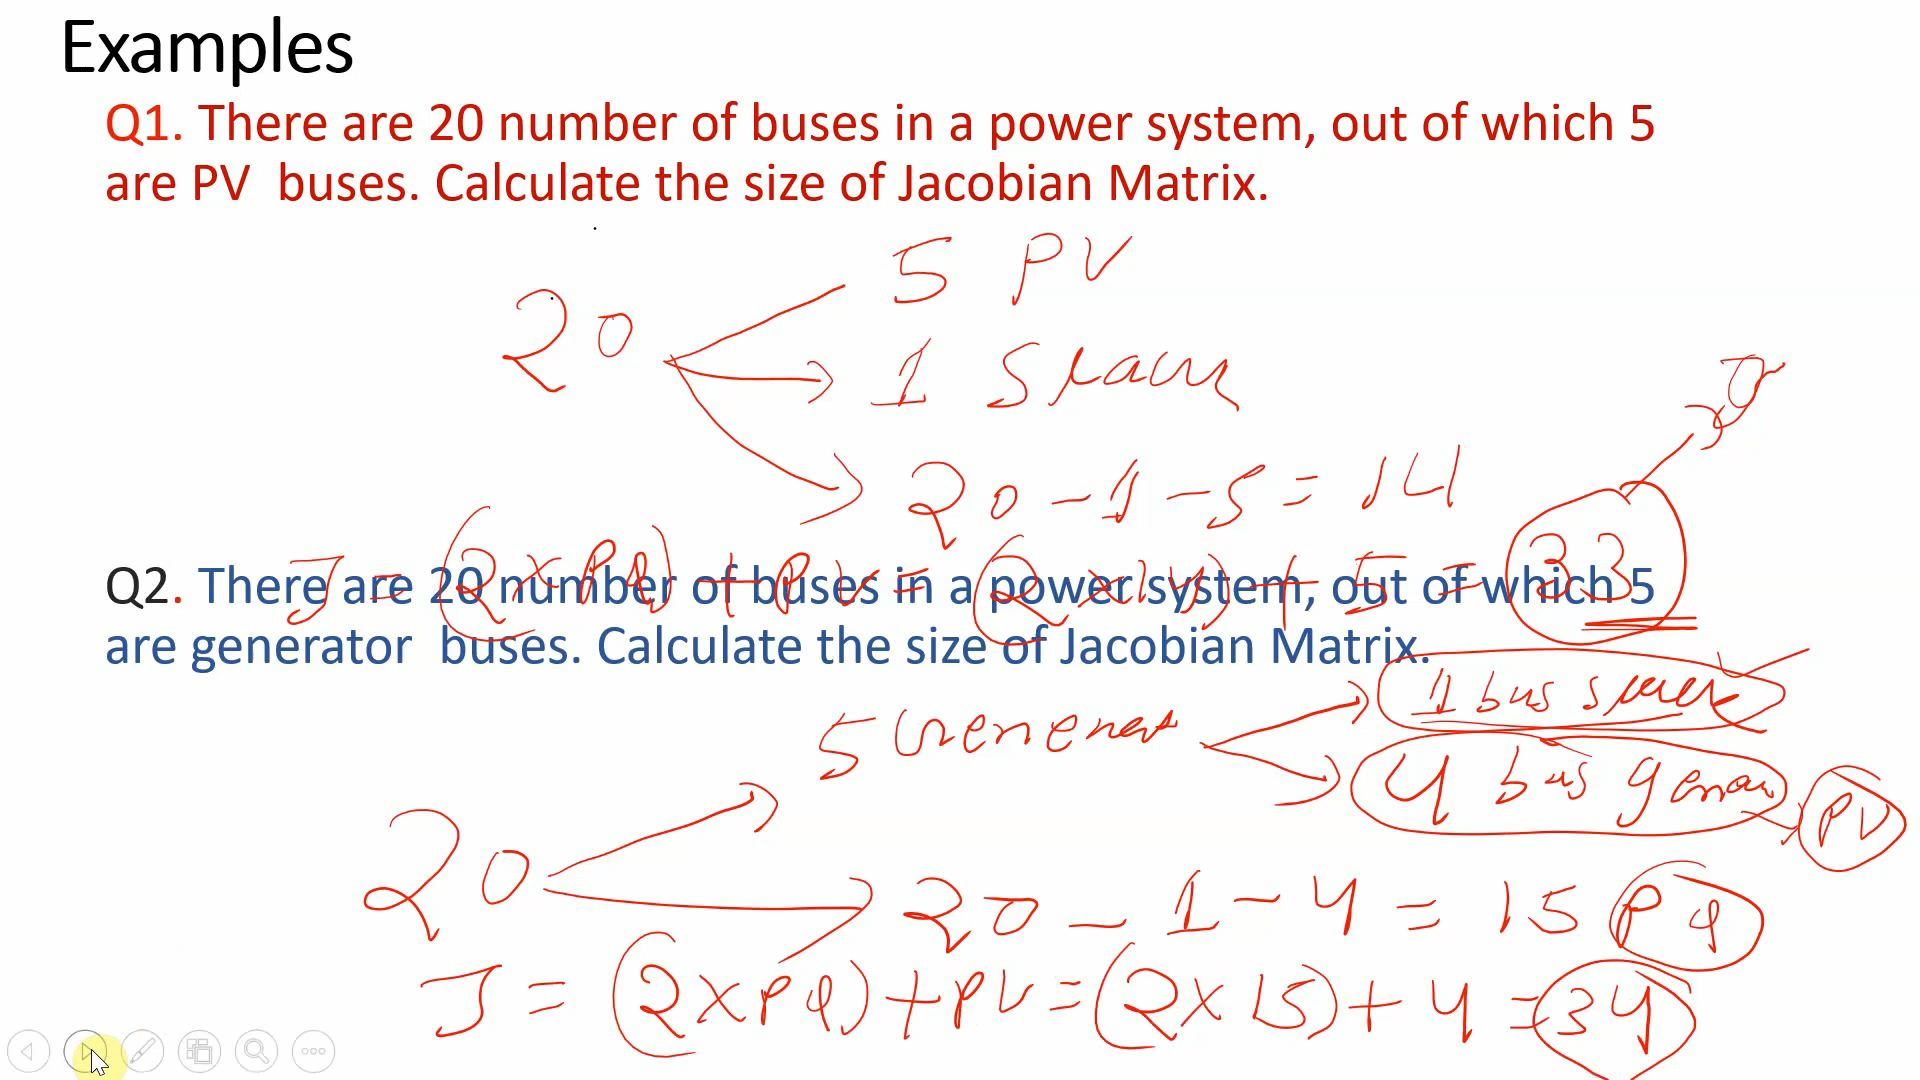 Examples
Q1. There are 20 number of buses in a power system, out of which 5
are PV buses. Calculate the size of Jacobian Matrix.
5 PV
20
1 Slack
20 - 1 - 5 = 14
J = (2 x PQ) + PV = (2 x 14) + 5 = 33
Q2. There are 20 number of buses in a power system, out of which 5
are generator buses. Calculate the size of Jacobian Matrix.
1 bus slack
5 Generat
4 bus
PV
20
20 - 1 - 4 = 15 PQ
J = (2 x PQ) + PV = (2 x 15) + 4 = 34